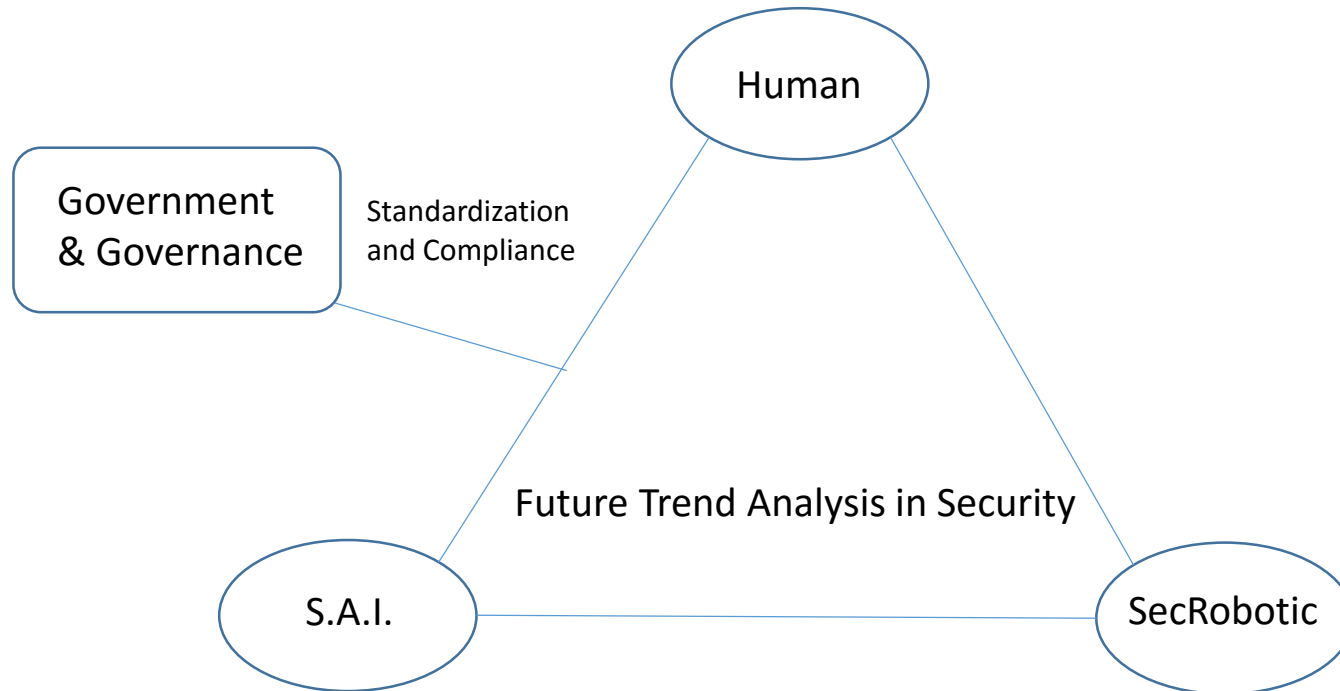 Human
Government
& Governance
Standardization
and Compliance
Future Trend Analysis in Security
S.A.I.
SecRobotic